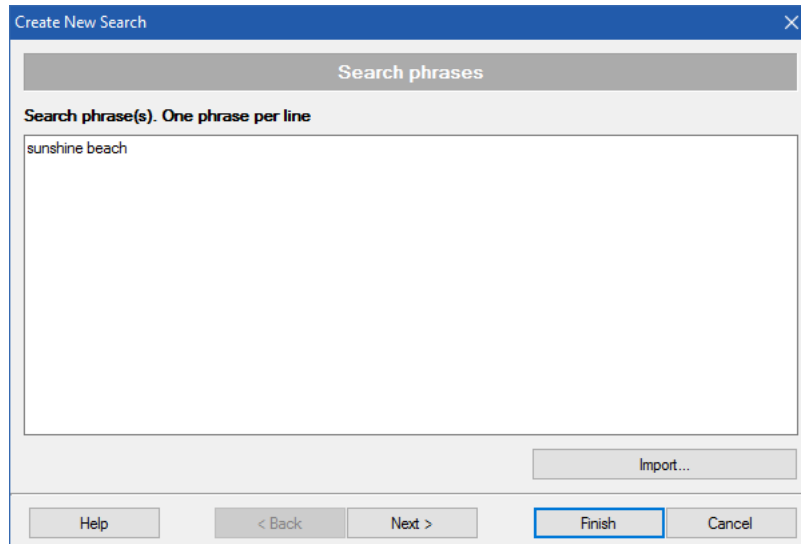 Create New Search
Search phrases
Search phrase(s). One phrase per line
sunshine beach
Import...
Help < Back Next > Finish Cancel